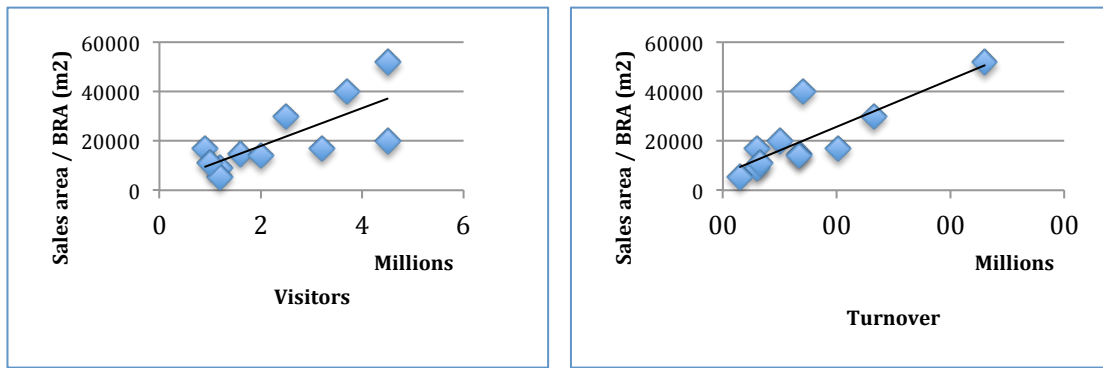 Sales area / BRA (m2)
60000
40000
20000
0
0 2 4 6
Millions
Visitors
Sales area / BRA (m2)
60000
40000
20000
0
00 00 00 00
Millions
Turnover